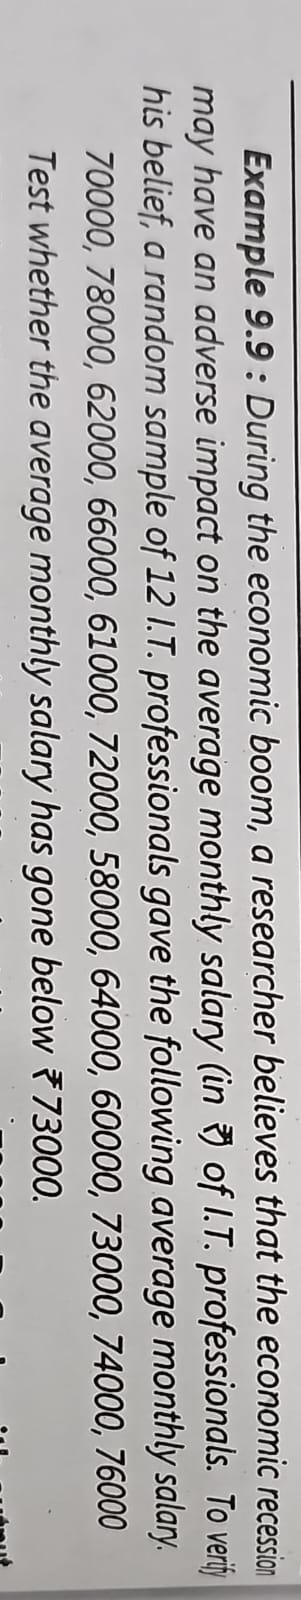 Example 9.9 : During the economic boom, a researcher believes that the economic recession
may have an adverse impact on the average monthly salary (in ₹) of I.T. professionals. To verify
his belief, a random sample of 12 I.T. professionals gave the following average monthly salary.
70000, 78000, 62000, 66000, 61000, 72000, 58000, 64000, 60000, 73000, 74000, 76000
Test whether the average monthly salary has gone below ₹73000.